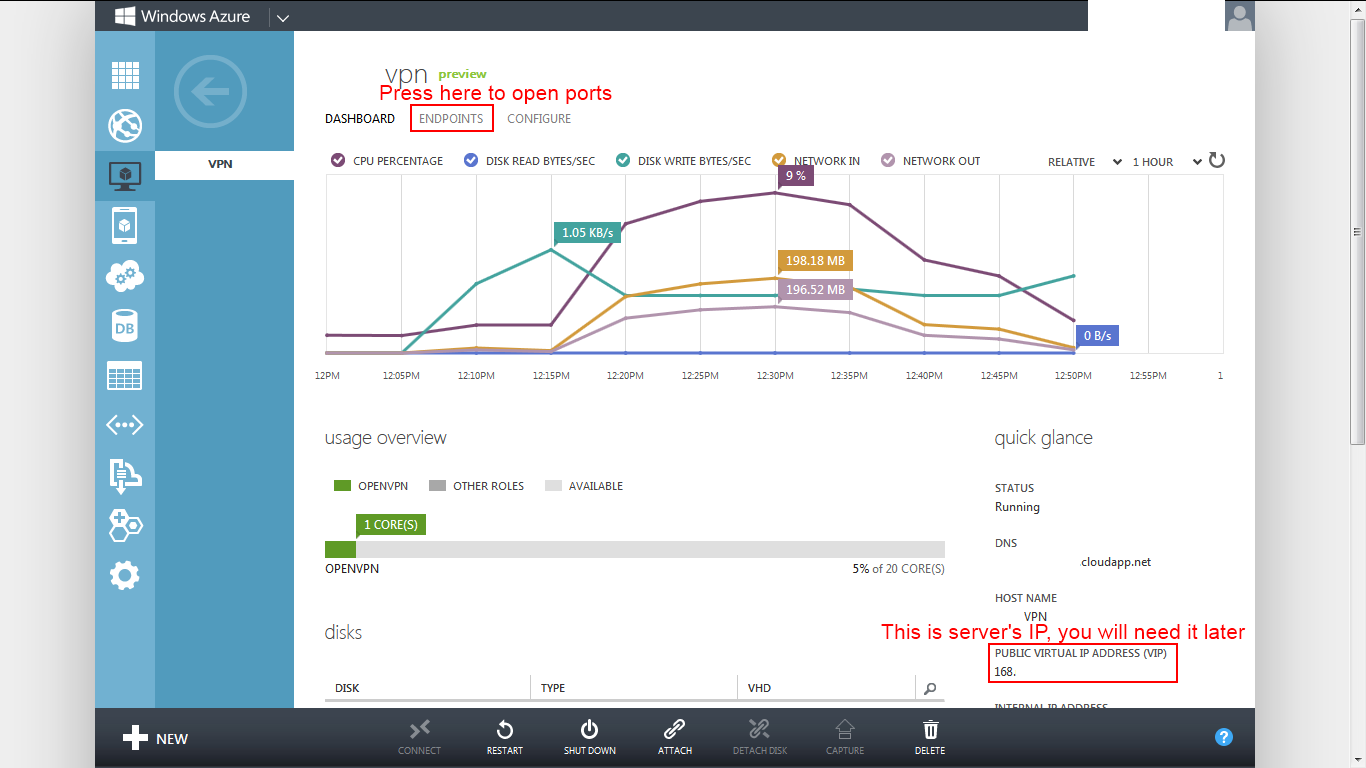 Windows Azure
vpn preview
Press here to open ports
DASHBOARD ENDPOINTS CONFIGURE
VPN
CPU PERCENTAGE DISK READ BYTES/SEC DISK WRITE BYTES/SEC NETWORK IN NETWORK OUT RELATIVE 1 HOUR
9 %
1.05 KB/s
198.18 MB
196.52 MB
0 B/s
12PM 12:05PM 12:10PM 12:15PM 12:20PM 12:25PM 12:30PM 12:35PM 12:40PM 12:45PM 12:50PM 12:55PM 1
usage overview
OPENVPN OTHER ROLES AVAILABLE
1 CORE(S)
OPENVPN 5% of 20 CORE(S)
disks
DISK TYPE VHD
quick glance
STATUS
Running
DNS
.cloudapp.net
HOST NAME
VPN
This is server's IP, you will need it later
PUBLIC VIRTUAL IP ADDRESS (VIP)
168.
INTERNAL IP ADDRESS
DB
NEW CONNECT RESTART SHUT DOWN ATTACH DETACH DISK CAPTURE DELETE ?